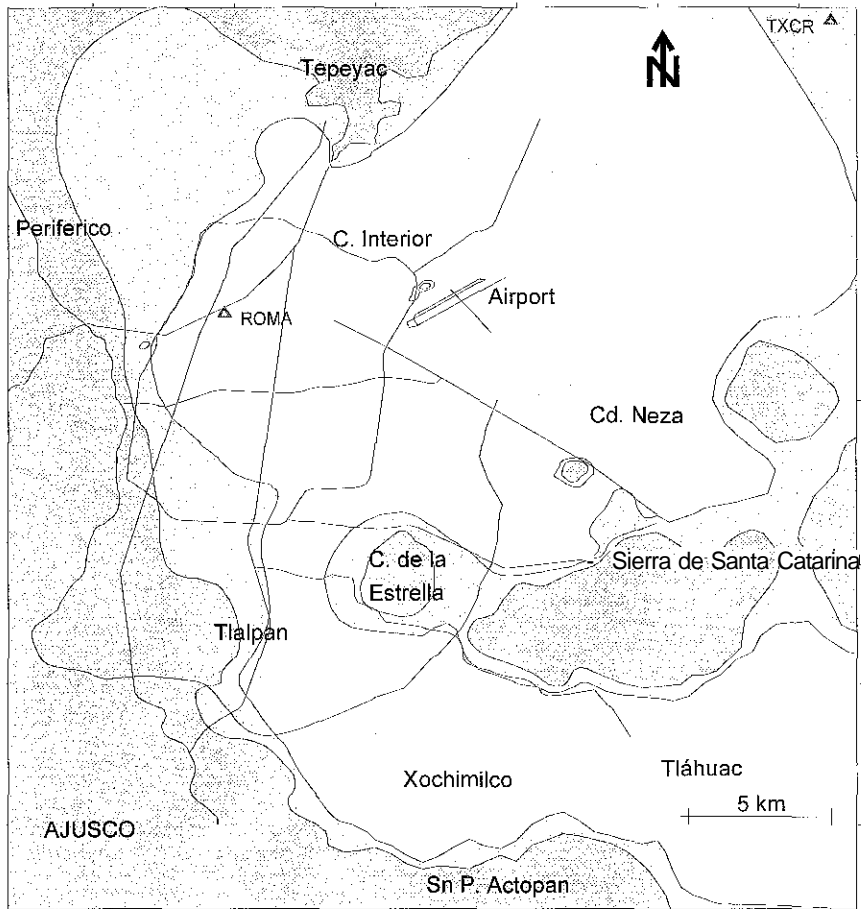 TXCR
N
Tepeyac
Periferico
C. Interior
Airport
ROMA
Cd. Neza
C. de la
Estrella
Sierra de Santa Catarina
Tlalpan
Xochimilco
Tláhuac
5 km
AJUSCO
Sn P. Actopan